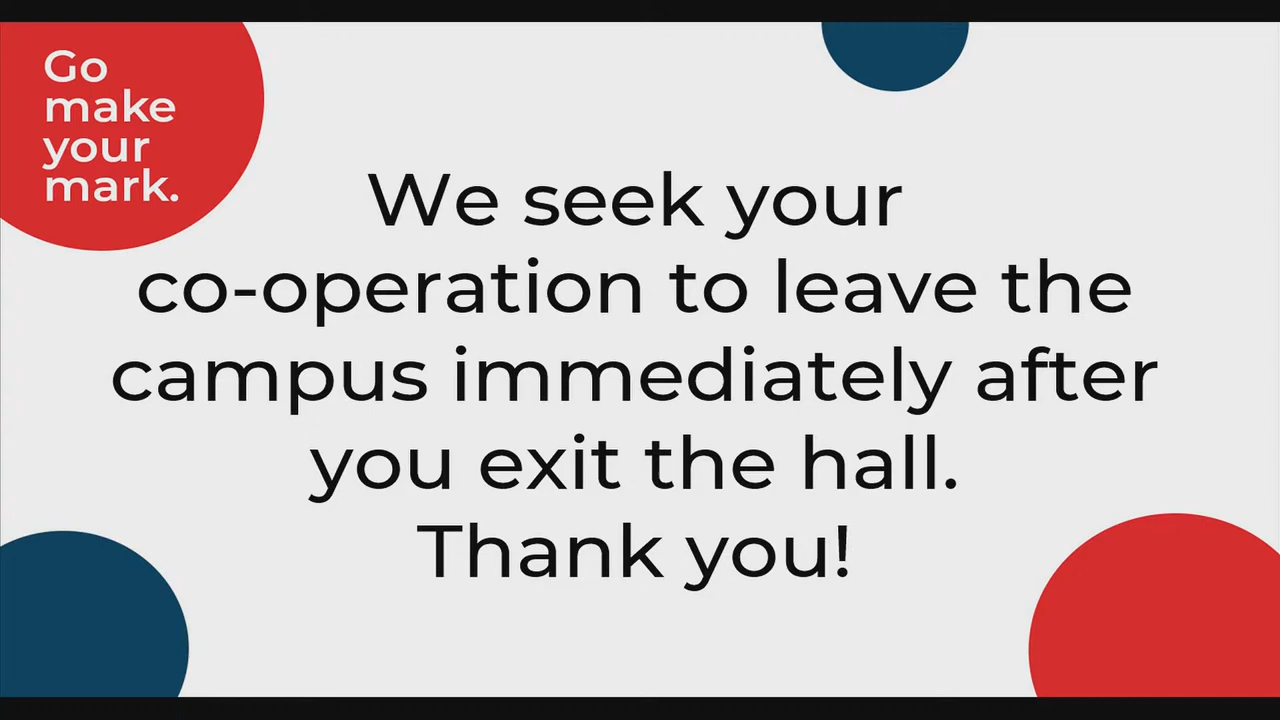 Go
make
your
mark.
We seek your
co-operation to leave the
campus immediately after
you exit the hall.
Thank you!